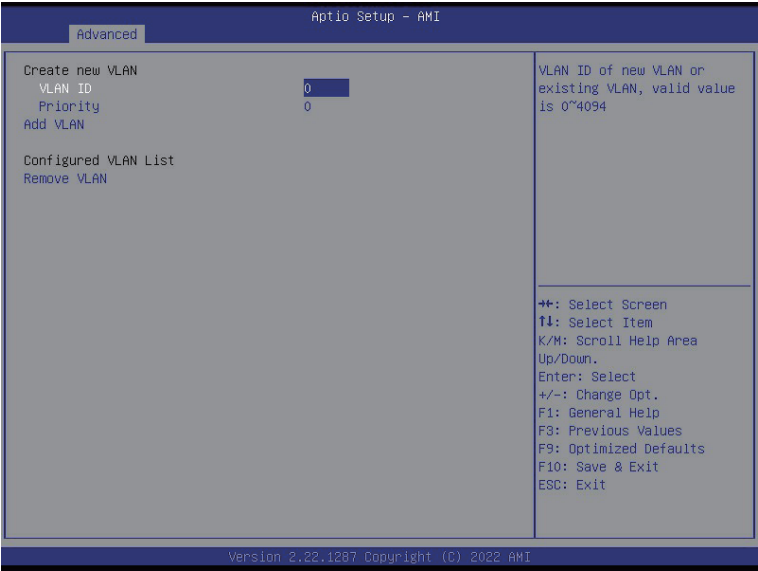 Aptio Setup – AMI
Advanced
Create new VLAN
VLAN ID 0
Priority 0
Add VLAN
Configured VLAN List
Remove VLAN
VLAN ID of new VLAN or
existing VLAN, valid value
is 0~4094
→←: Select Screen
↑↓: Select Item
K/M: Scroll Help Area
Up/Down.
Enter: Select
+/-: Change Opt.
F1: General Help
F3: Previous Values
F9: Optimized Defaults
F10: Save & Exit
ESC: Exit
Version 2.22.1287 Copyright (C) 2022 AMI